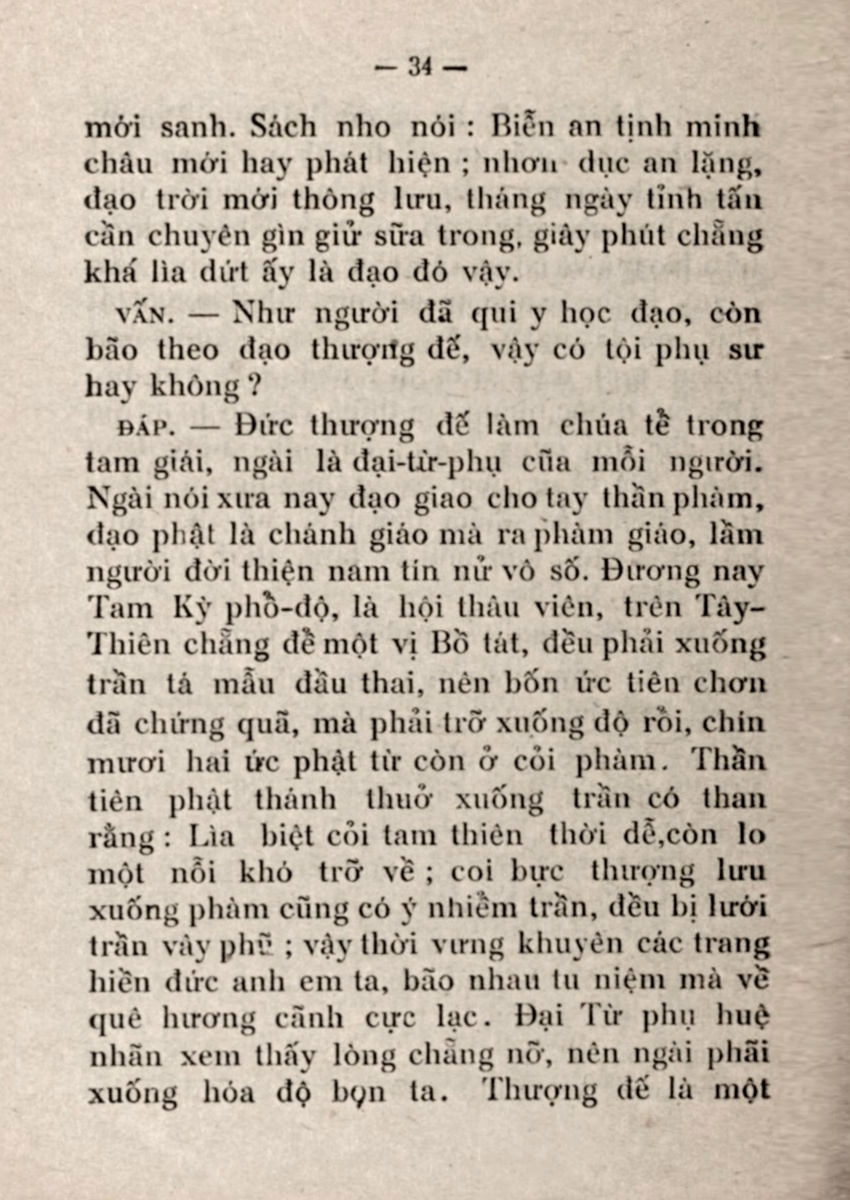 — 34 —
mới sanh. Sách nho nói : Biễn an tịnh minh
châu mới hay phát hiện ; nhơn dục an lặng,
đạo trời mới thông lưu, tháng ngày tỉnh tấn
cần chuyên gìn giử sữa trong, giây phút chẵng
khá lìa dứt ấy là đạo đó vậy.
VẤN. — Như người đã qui y học đạo, còn
bão theo đạo thượng đế, vậy có tội phụ sư
hay không ?
ĐÁP. — Đức thượng đế làm chúa tể trong
tam giái, ngài là đại-từ-phụ cũa mỗi người.
Ngài nói xưa nay đạo giao cho tay thần phàm,
đạo phật là chánh giáo mà ra phàm giáo, lầm
người đời thiện nam tín nử vô số. Đương nay
Tam Kỳ phổ-độ, là hội thâu viên, trên Tây-
Thiên chẵng để một vị Bồ tát, đều phải xuống
trần tá mẫu đầu thai, nên bốn ức tiên chơn
đã chứng quã, mà phải trỡ xuống độ rồi, chín
mươi hai ức phật từ còn ở cỏi phàm. Thần
tiên phật thánh thuở xuống trần có than
rằng : Lìa biệt cỏi tam thiên thời dễ,còn lo
một nỗi khó trỡ về ; coi bực thượng lưu
xuống phàm cũng có ý nhiềm trần, đều bị lưới
trần vày phũ ; vậy thời vưng khuyên các trang
hiền đức anh em ta, bão nhau tu niệm mà về
quê hương cãnh cực lạc. Đại Từ phụ huệ
nhãn xem thấy lòng chẵng nỡ, nên ngài phãi
xuống hóa độ bọn ta. Thượng đế là một